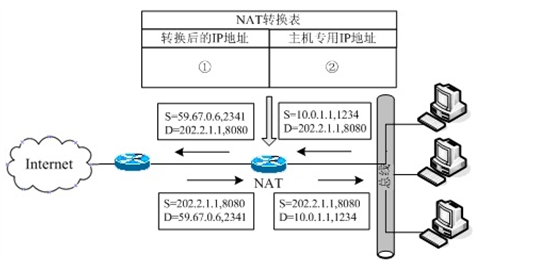 NAT转换表
转换后的IP地址
主机专用IP地址
①
②
S=59.67.0.6,2341
D=202.2.1.1,8080
S=10.0.1.1,1234
D=202.2.1.1,8080
Internet
NAT
总线
S=202.2.1.1,8080
D=59.67.0.6,2341
S=202.2.1.1,8080
D=10.0.1.1,1234